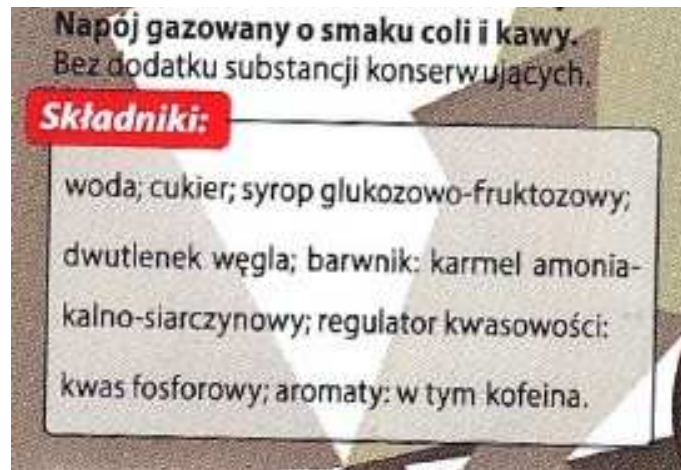 Napój gazowany o smaku coli i kawy.
Bez dodatku substancji konserwujących.
Składniki:
woda; cukier; syrop glukozowo-fruktozowy;
dwutlenek węgla; barwnik: karmel amonia-
kalno-siarczynowy; regulator kwasowości:
kwas fosforowy; aromaty: w tym kofeina.